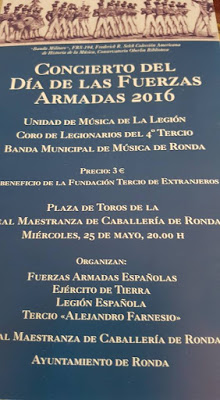 «Banda Militar», FRS-194, Frederick R. Selch Collection Americana
de Historia de la Música, Conservatorio Oberlin Biblioteca
CONCIERTO DEL
DÍA DE LAS FUERZAS
ARMADAS 2016
UNIDAD DE MÚSICA DE LA LEGIÓN
CORO DE LEGIONARIOS DEL 4º TERCIO
BANDA MUNICIPAL DE MÚSICA DE RONDA
PRECIO: 3 €
BENEFICIO DE LA FUNDACIÓN TERCIO DE EXTRANJEROS
PLAZA DE TOROS DE LA
EAL MAESTRANZA DE CABALLERÍA DE RONDA
MIÉRCOLES, 25 DE MAYO, 20.00 H
ORGANIZAN:
FUERZAS ARMADAS ESPAÑOLAS
EJÉRCITO DE TIERRA
LEGIÓN ESPAÑOLA
TERCIO «ALEJANDRO FARNESIO»
AL MAESTRANZA DE CABALLERÍA DE RONDA
AYUNTAMIENTO DE RONDA